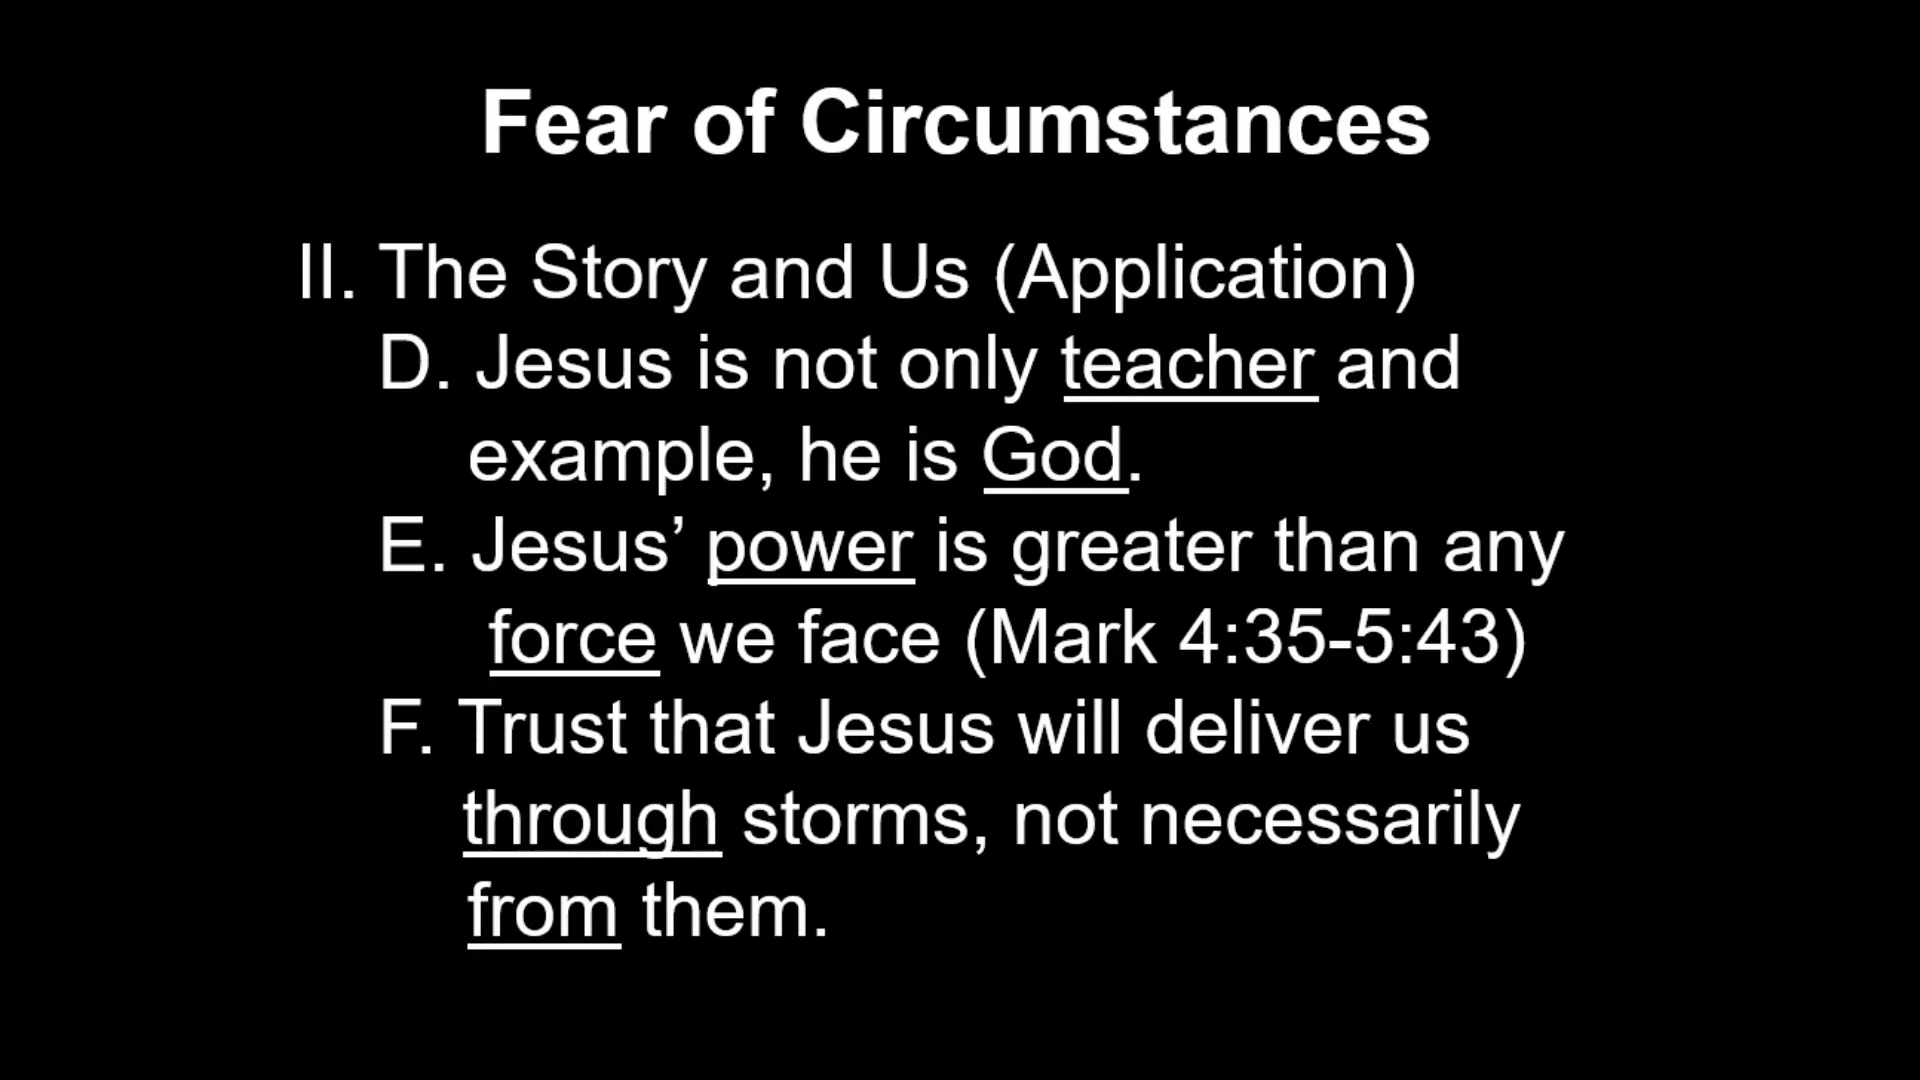 Fear of Circumstances
II. The Story and Us (Application)
D. Jesus is not only teacher and
example, he is God.
E. Jesus’ power is greater than any
force we face (Mark 4:35-5:43)
F. Trust that Jesus will deliver us
through storms, not necessarily
from them.